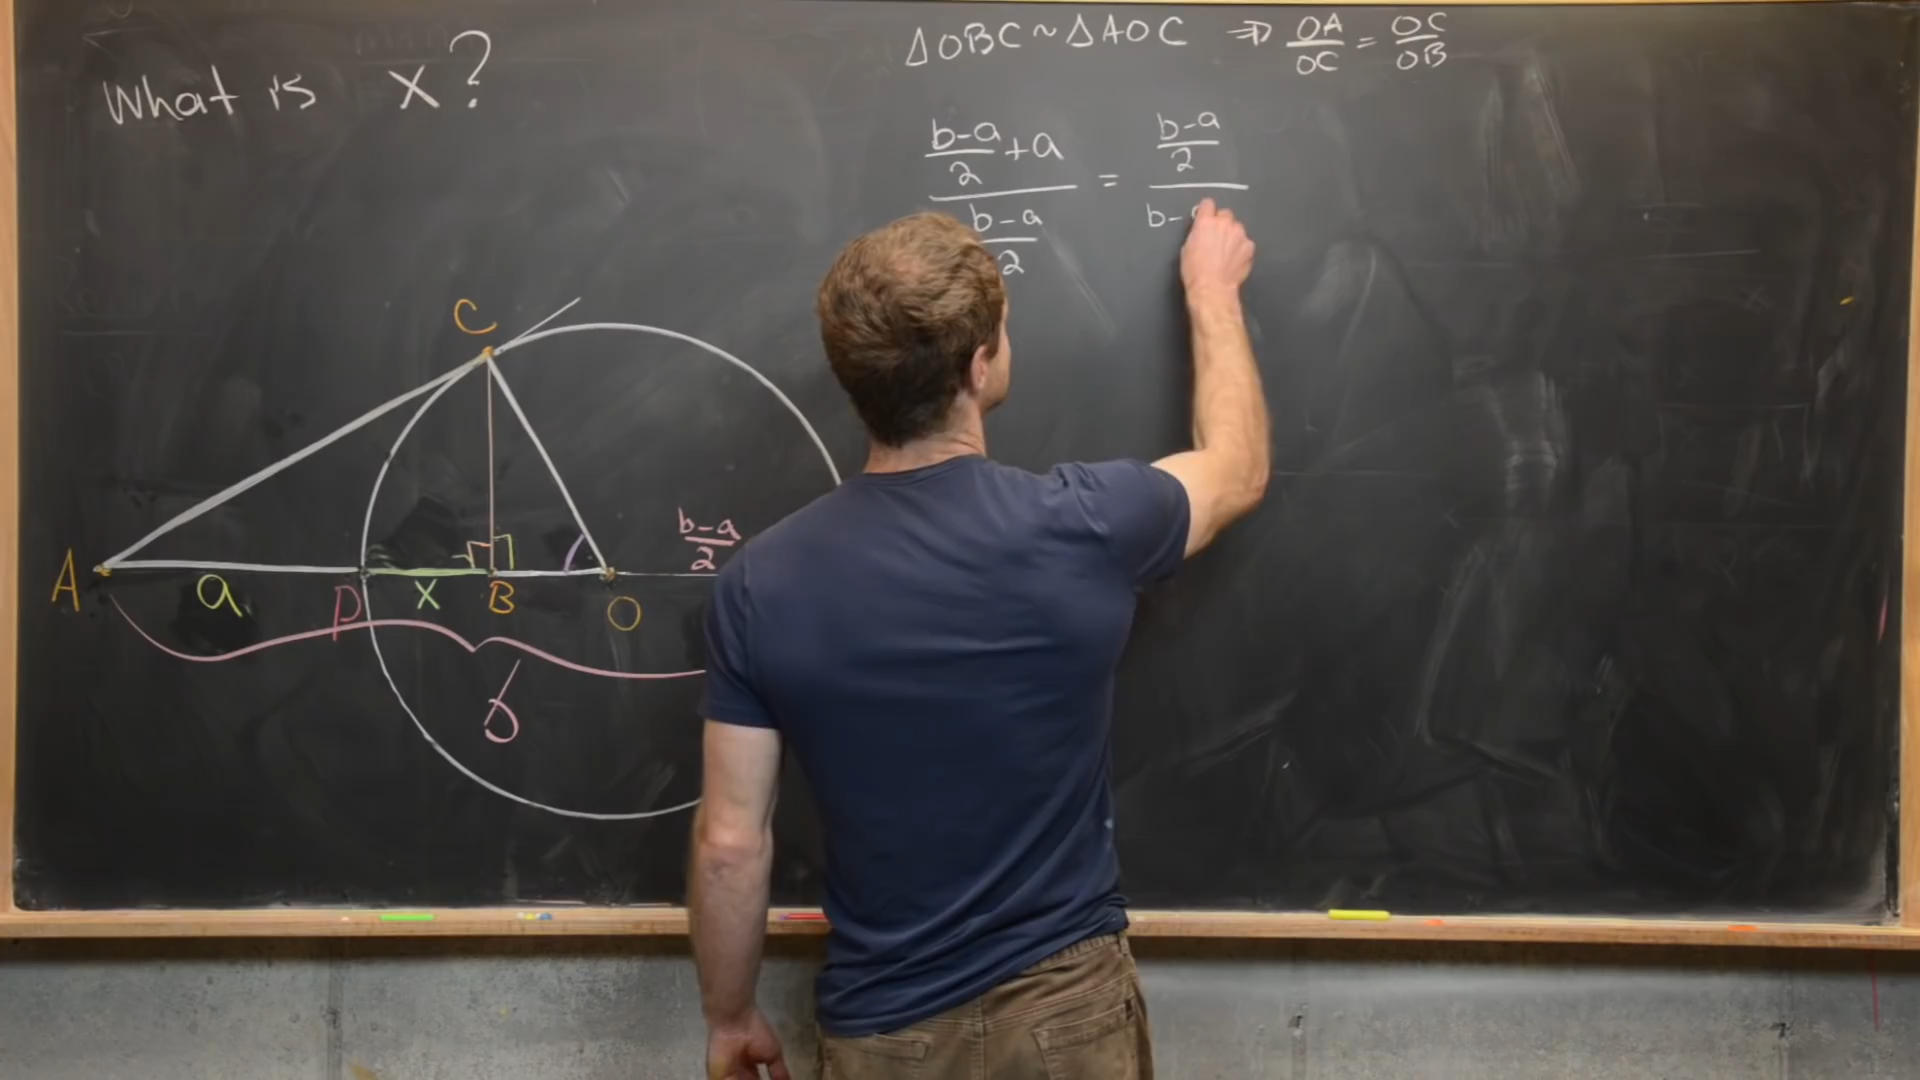 What is x?
ΔOBC ~ ΔAOC ⇒ OA/OC = OC/OB
((b-a)/2 + a)/((b-a)/2) = ((b-a)/2)/(b-
C
b-a
2
A
a
D
x
B
O
b